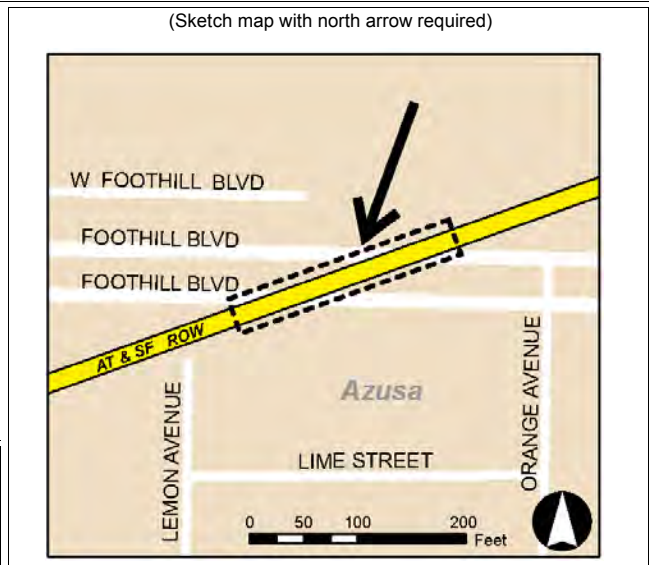 (Sketch map with north arrow required)
W FOOTHILL BLVD
FOOTHILL BLVD
FOOTHILL BLVD
AT & SF ROW
Azusa
LEMON AVENUE
ORANGE AVENUE
LIME STREET
0 50 100 200
Feet